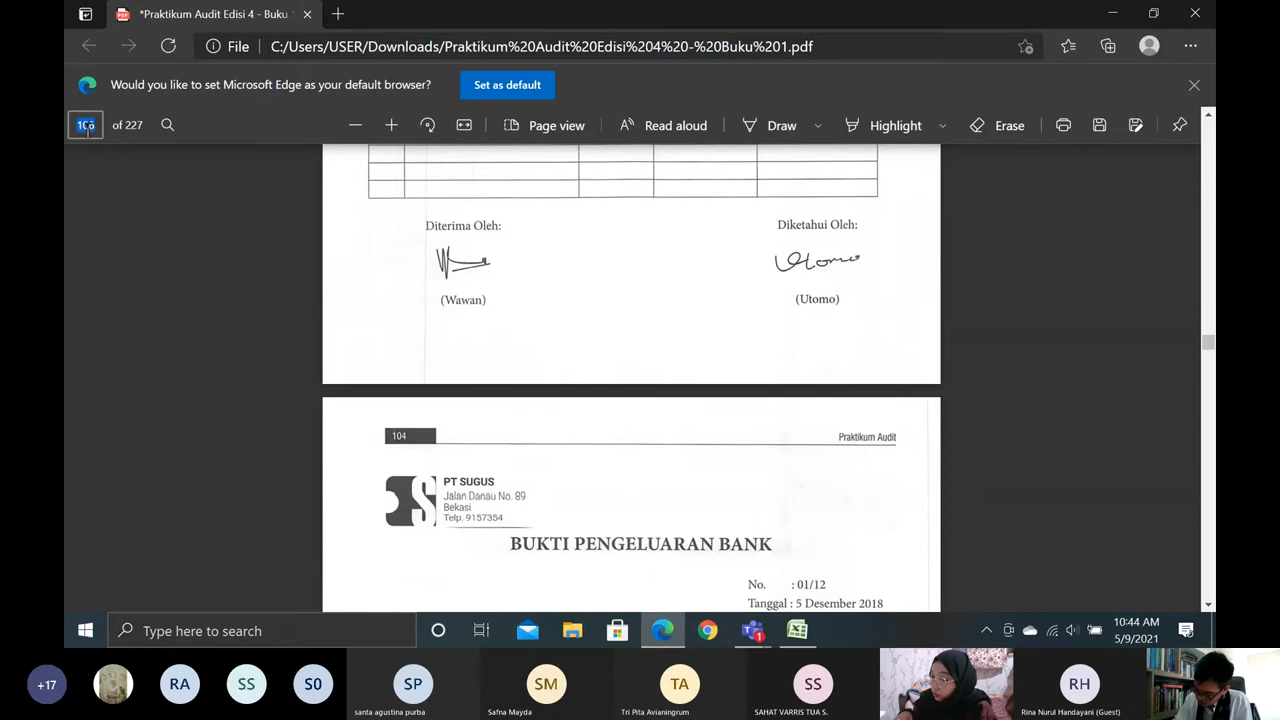 *Praktikum Audit Edisi 4 - Buku
File C:/Users/USER/Downloads/Praktikum%20Audit%20Edisi%204%20-%20Buku%201.pdf
Would you like to set Microsoft Edge as your default browser? Set as default
of 227 Page view Read aloud Draw Highlight Erase
Diterima Oleh: Diketahui Oleh:
Utomo
(Wawan) (Utomo)
104 Praktikum Audit
S
PT SUGUS
Jalan Danau No. 89
Bekasi
Telp. 9157354
BUKTI PENGELUARAN BANK
No. : 01/12
Tanggal : 5 Desember 2018
Type here to search
1
10:44 AM
5/9/2021
+17 RA SS S0 SP SM TA SS RH
santa agustina purba Safna Mayda Tri Pita Avianingrum SAHAT VARRIS TUA S. Rina Nurul Handayani (Guest)